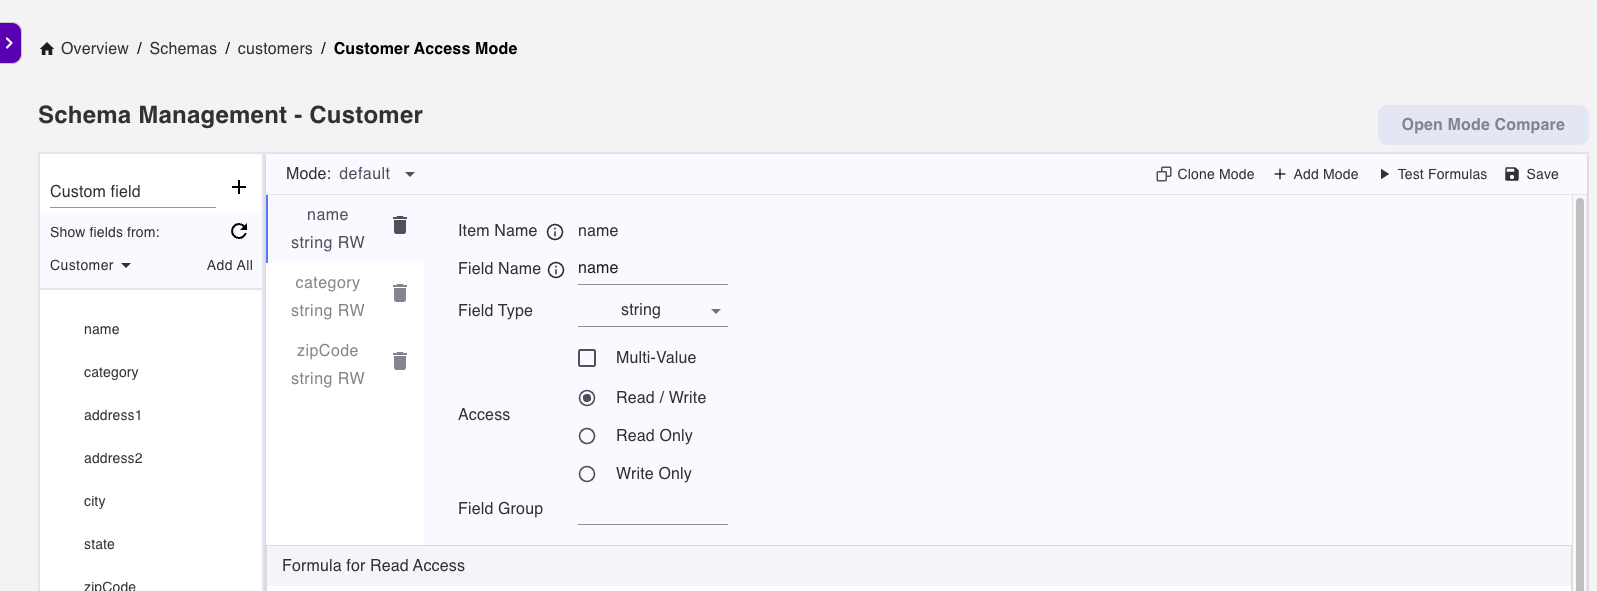 Overview / Schemas / customers / Customer Access Mode
Schema Management - Customer
Open Mode Compare
Custom field
Show fields from:
Customer
Add All
name
category
address1
address2
city
state
zipCode
Mode: default
Clone Mode
Add Mode
Test Formulas
Save
name
string RW
category
string RW
zipCode
string RW
Item Name name
Field Name name
Field Type string
Multi-Value
Access
Read / Write
Read Only
Write Only
Field Group
Formula for Read Access